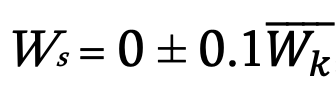 Wₛ = 0 ± 0.1W̅ₖ